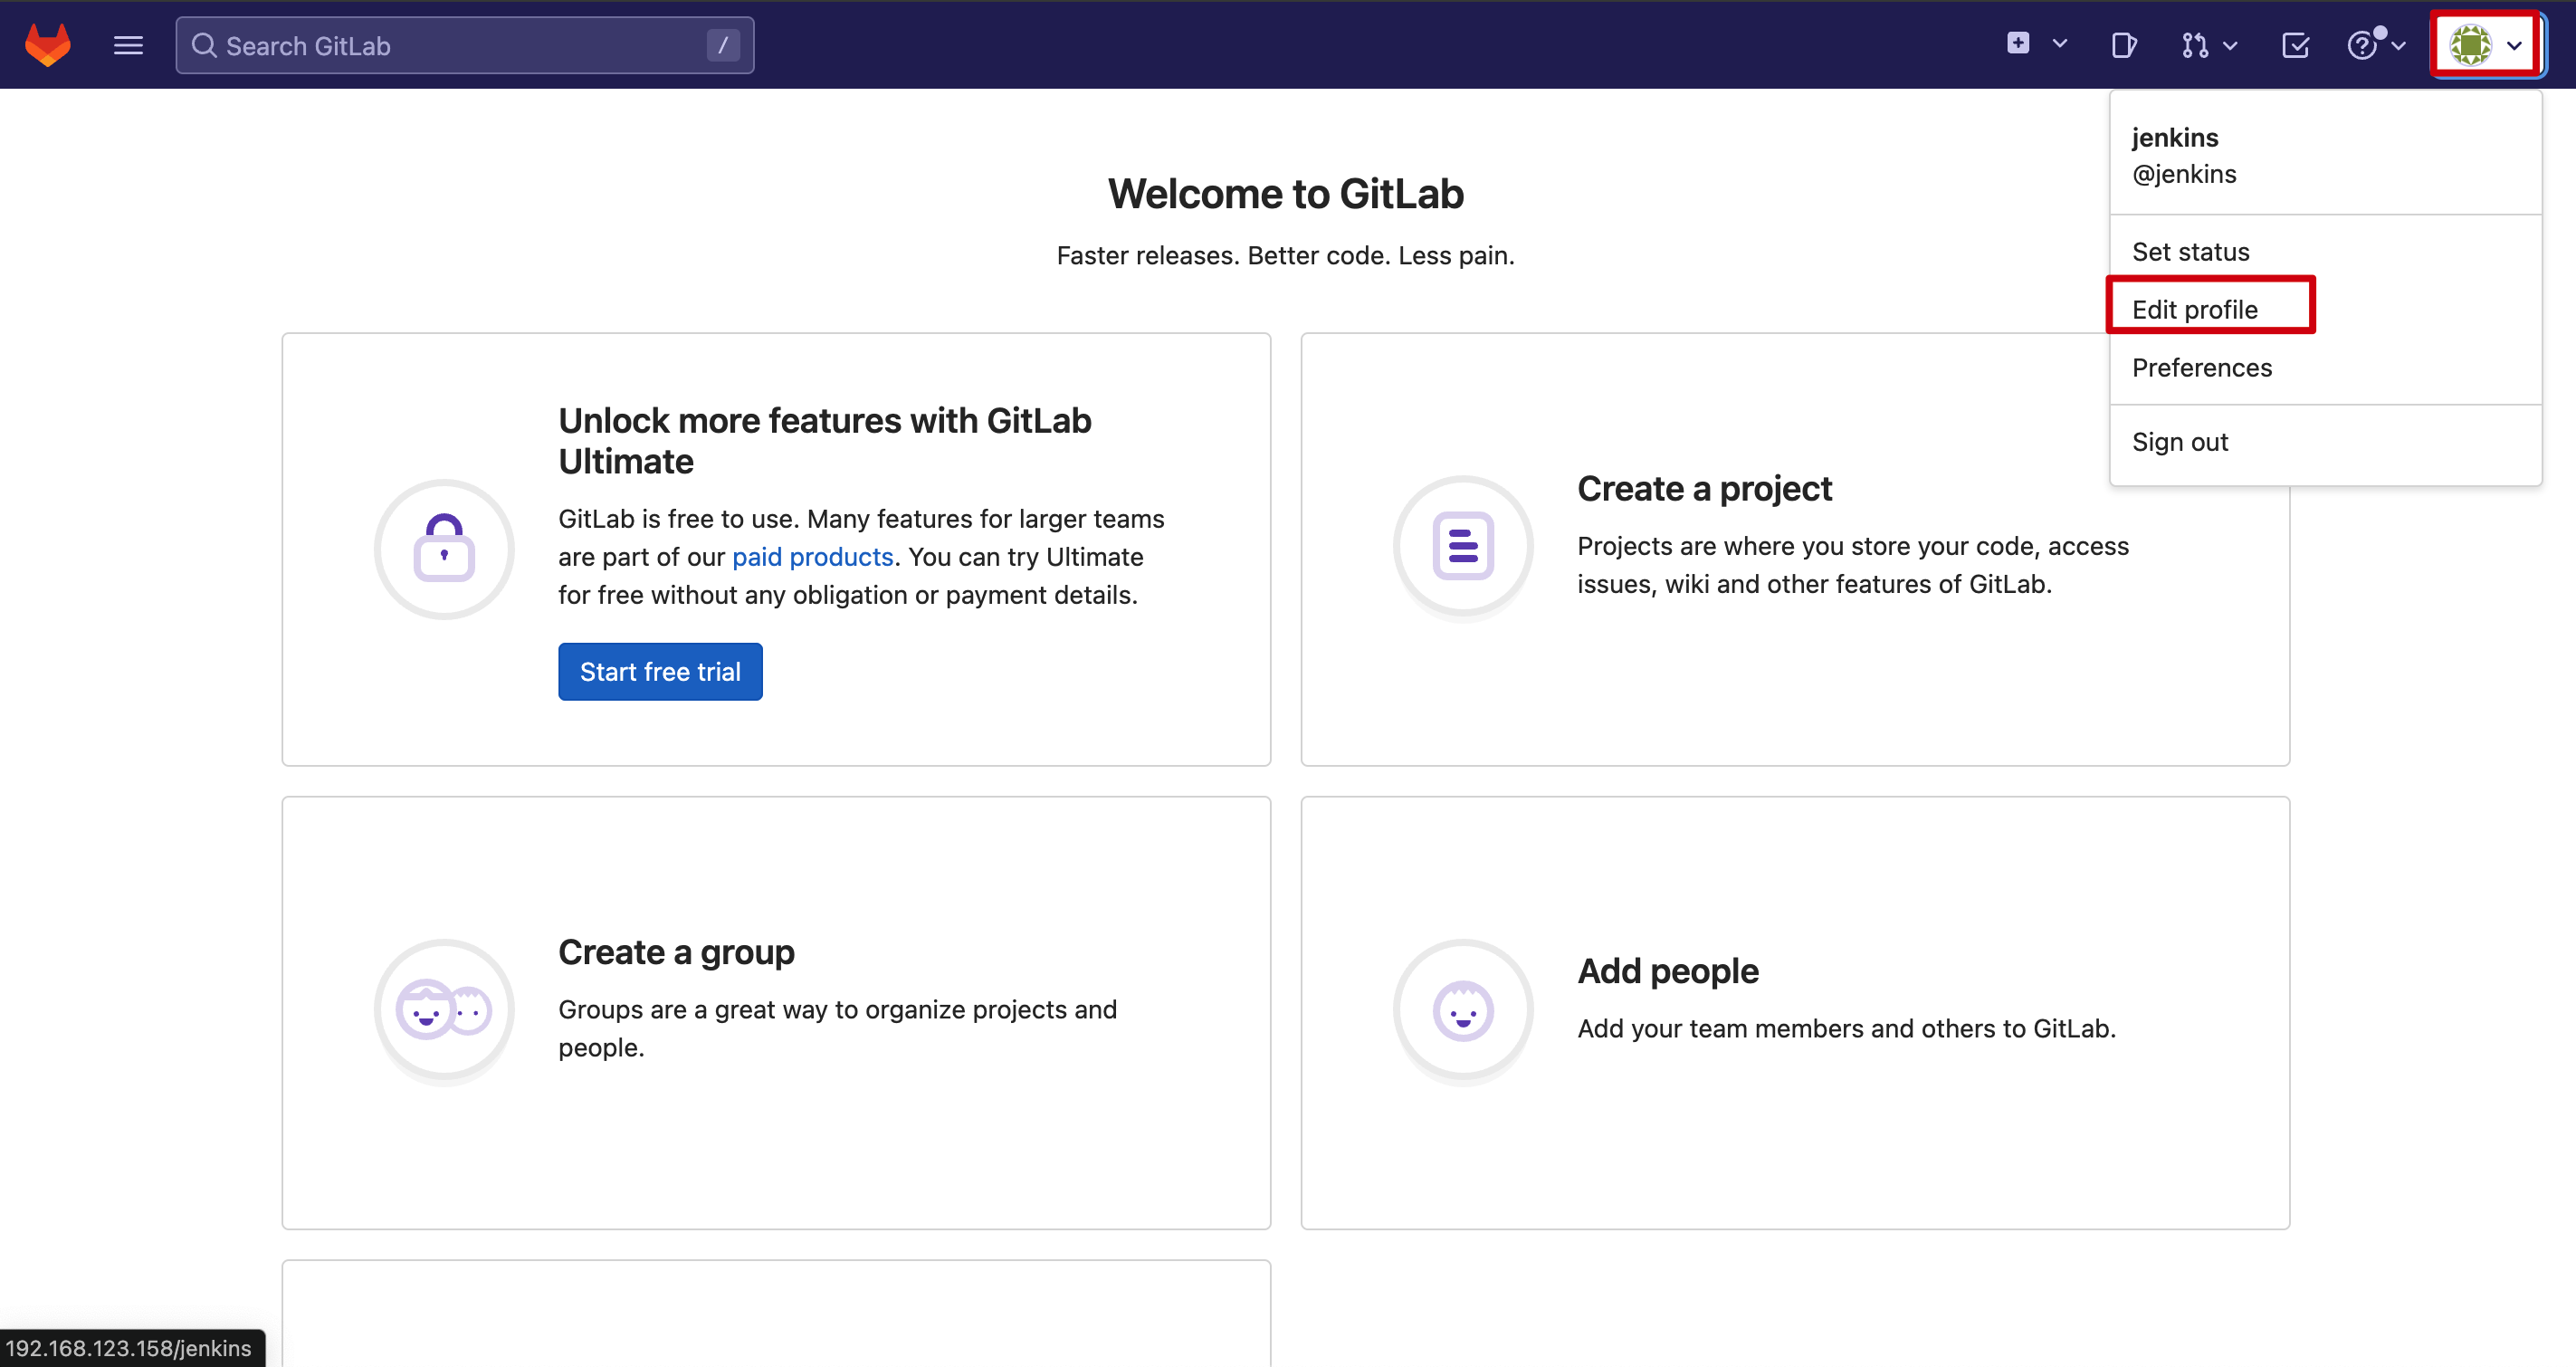 Search GitLab
/
jenkins
@jenkins
Set status
Edit profile
Preferences
Sign out
Welcome to GitLab
Faster releases. Better code. Less pain.
Unlock more features with GitLab
Ultimate
GitLab is free to use. Many features for larger teams
are part of our paid products. You can try Ultimate
for free without any obligation or payment details.
Start free trial
Create a project
Projects are where you store your code, access
issues, wiki and other features of GitLab.
Create a group
Groups are a great way to organize projects and
people.
Add people
Add your team members and others to GitLab.
192.168.123.158/jenkins